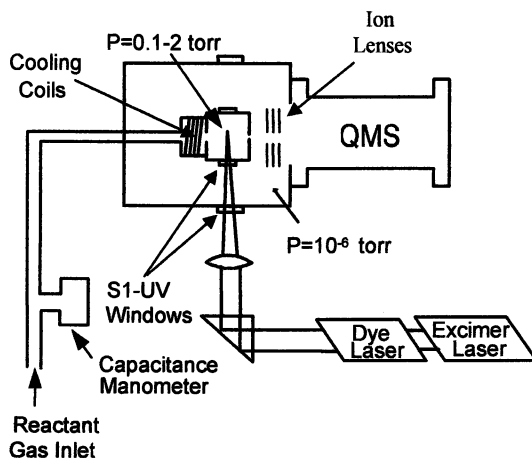 Ion
Lenses
P=0.1-2 torr
Cooling
Coils
QMS
P=10-6 torr
S1-UV
Windows
Capacitance
Manometer
Dye
Laser
Excimer
Laser
Reactant
Gas Inlet